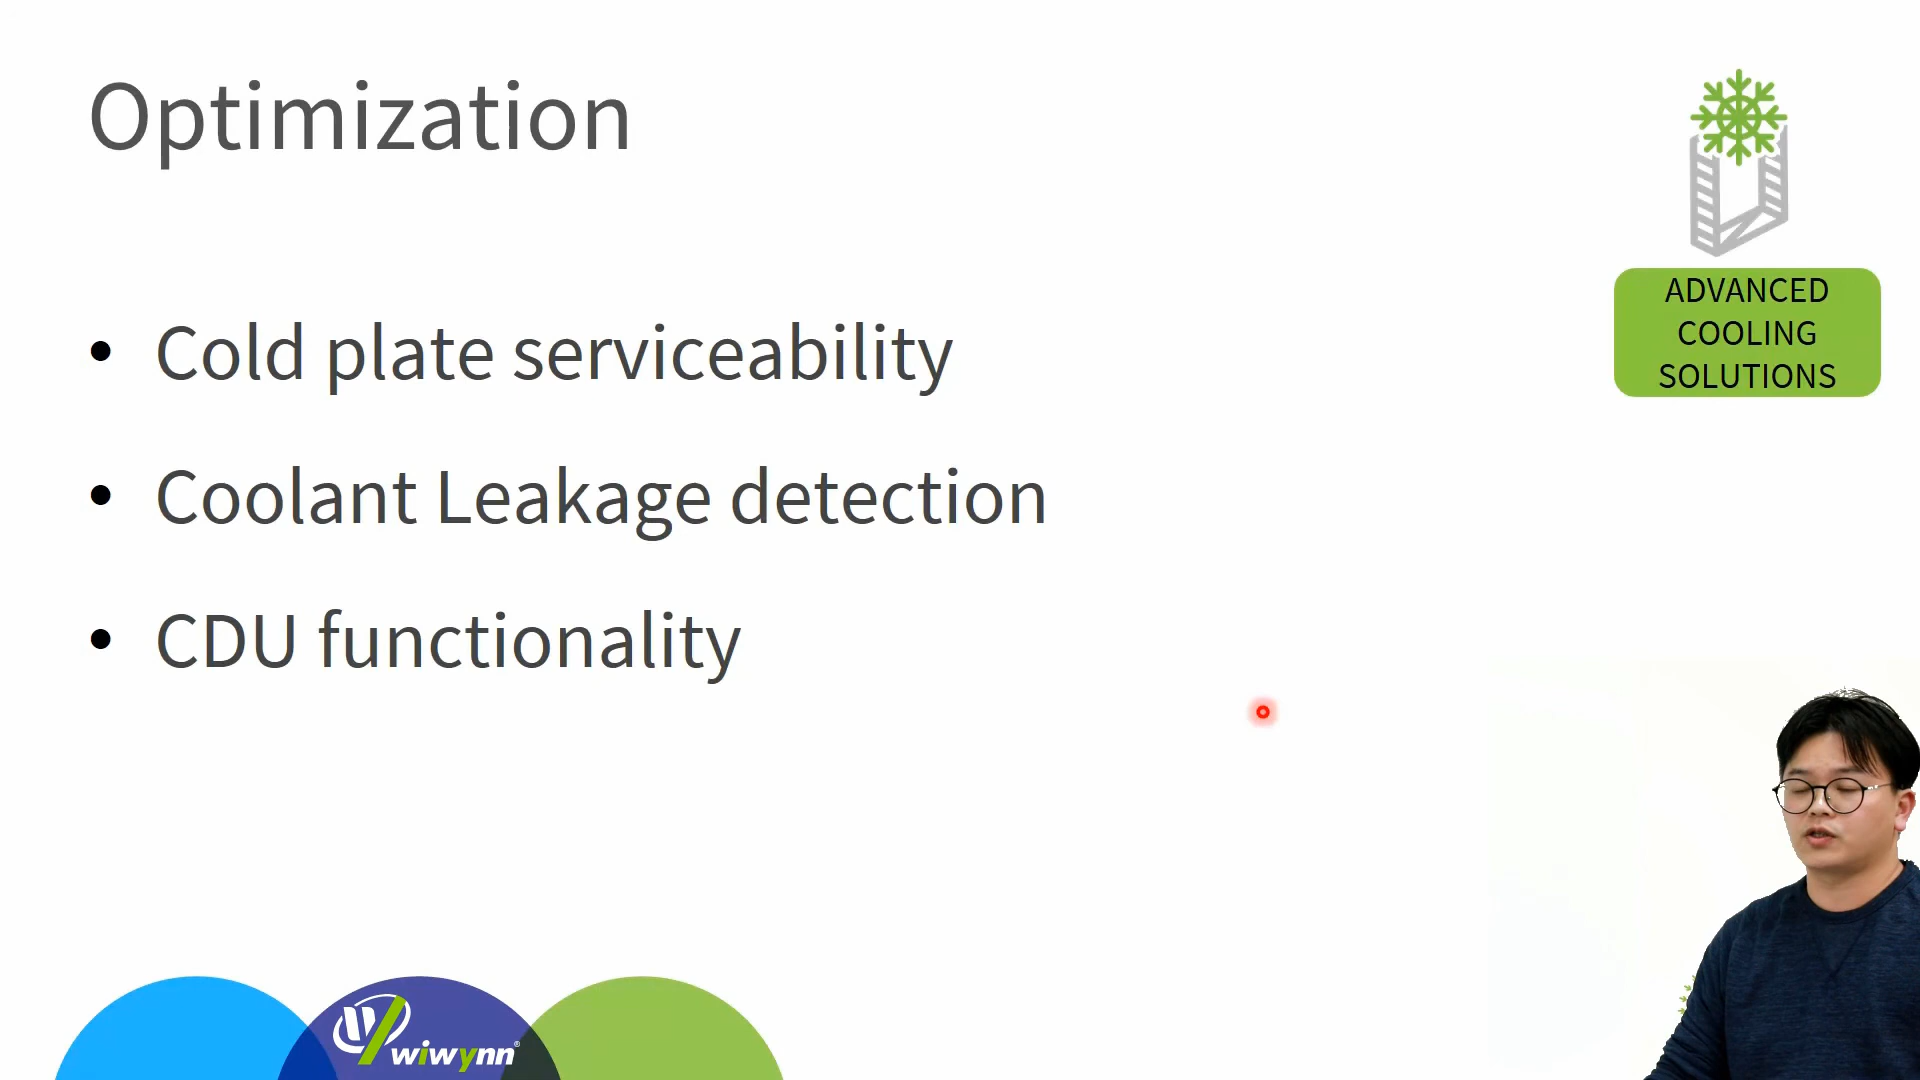 Optimization
ADVANCED
COOLING
SOLUTIONS
• Cold plate serviceability
• Coolant Leakage detection
• CDU functionality
wiwynn®